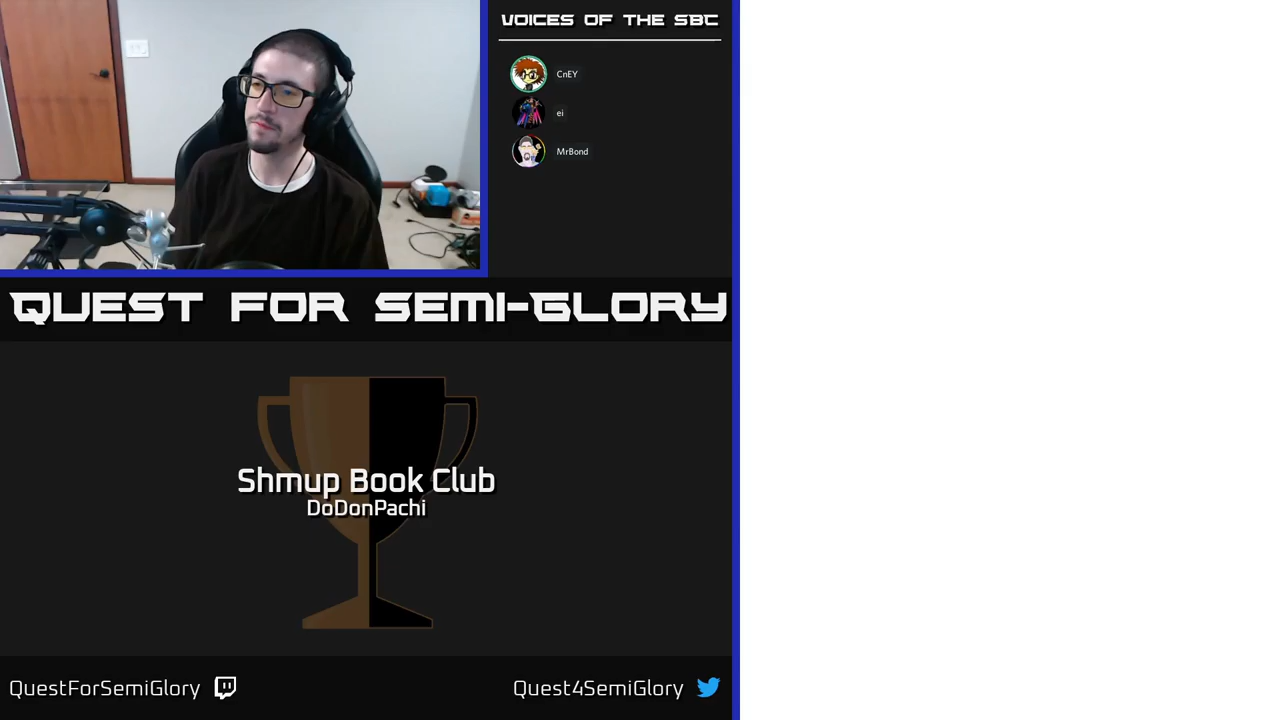 VOICES OF THE SBC
CnEY
ei
MrBond
QUEST FOR SEMI-GLORY
Shmup Book Club
DoDonPachi
QuestForSemiGlory
Quest4SemiGlory